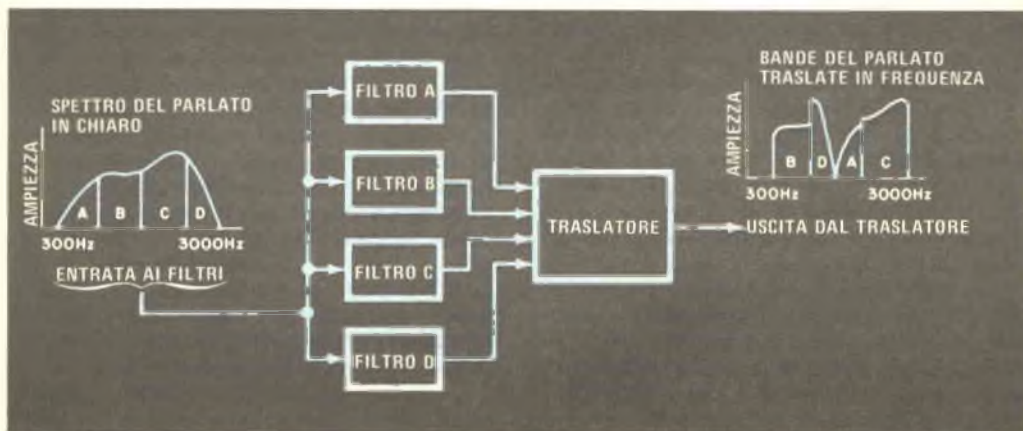 SPETTRO DEL PARLATO
IN CHIARO
AMPIEZZA
A B C D
300Hz 3000Hz
ENTRATA AI FILTRI
FILTRO A
FILTRO B
FILTRO C
FILTRO D
TRASLATORE
BANDE DEL PARLATO
TRASLATE IN FREQUENZA
AMPIEZZA
B D A C
300Hz 3000Hz
USCITA DAL TRASLATORE